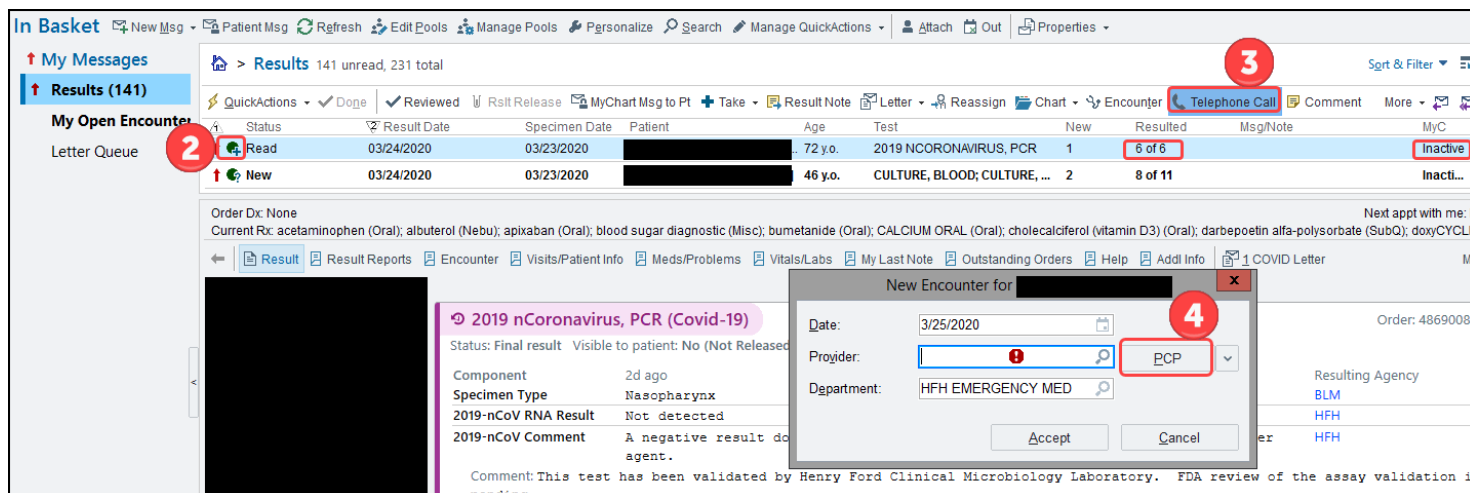 In Basket New Msg Patient Msg Refresh Edit Pools Manage Pools Personalize Search Manage QuickActions Attach Out Properties
My Messages
Results (141)
My Open Encounter
Letter Queue
> Results 141 unread, 231 total
3
Sort & Filter
QuickActions Done Reviewed Rslt Release MyChart Msg to Pt Take Result Note Letter Reassign Chart Encounter Telephone Call Comment More
Status Result Date Specimen Date Patient Age Test New Resulted Msg/Note MyC
2
Read 03/24/2020 03/23/2020 72 y.o. 2019 NCORONAVIRUS, PCR 1 6 of 6 Inactive
New 03/24/2020 03/23/2020 46 y.o. CULTURE, BLOOD; CULTURE, ... 2 8 of 11 Inacti...
Order Dx: None Next appt with me:
Current Rx: acetaminophen (Oral); albuterol (Nebu); apixaban (Oral); blood sugar diagnostic (Misc); bumetanide (Oral); CALCIUM ORAL (Oral); cholecalciferol (vitamin D3) (Oral); darbepoetin alfa-polysorbate (SubQ); doxyCYCL
Result Result Reports Encounter Visits/Patient Info Meds/Problems Vitals/Labs My Last Note Outstanding Orders Help Addl Info 1 COVID Letter M
New Encounter for
x
4
Date: 3/25/2020
Provider: PCP
Department: HFH EMERGENCY MED
Accept Cancel
2019 nCoronavirus, PCR (Covid-19) Order: 4869008
Status: Final result Visible to patient: No (Not Released
Component 2d ago Resulting Agency
Specimen Type Nasopharynx BLM
2019-nCoV RNA Result Not detected HFH
2019-nCoV Comment A negative result do er HFH
agent.
Comment: This test has been validated by Henry Ford Clinical Microbiology Laboratory. FDA review of the assay validation i